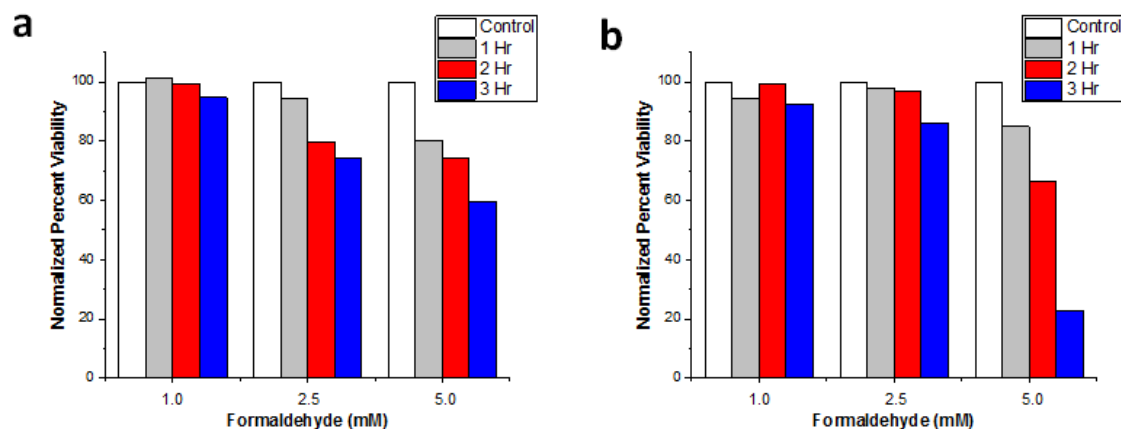 a
Control
1 Hr
2 Hr
3 Hr
100
80
60
40
20
0
Normalized Percent Viability
1.0 2.5 5.0
Formaldehyde (mM)
b
Control
1 Hr
2 Hr
3 Hr
100
80
60
40
20
0
Normalized Percent Viability
1.0 2.5 5.0
Formaldehyde (mM)